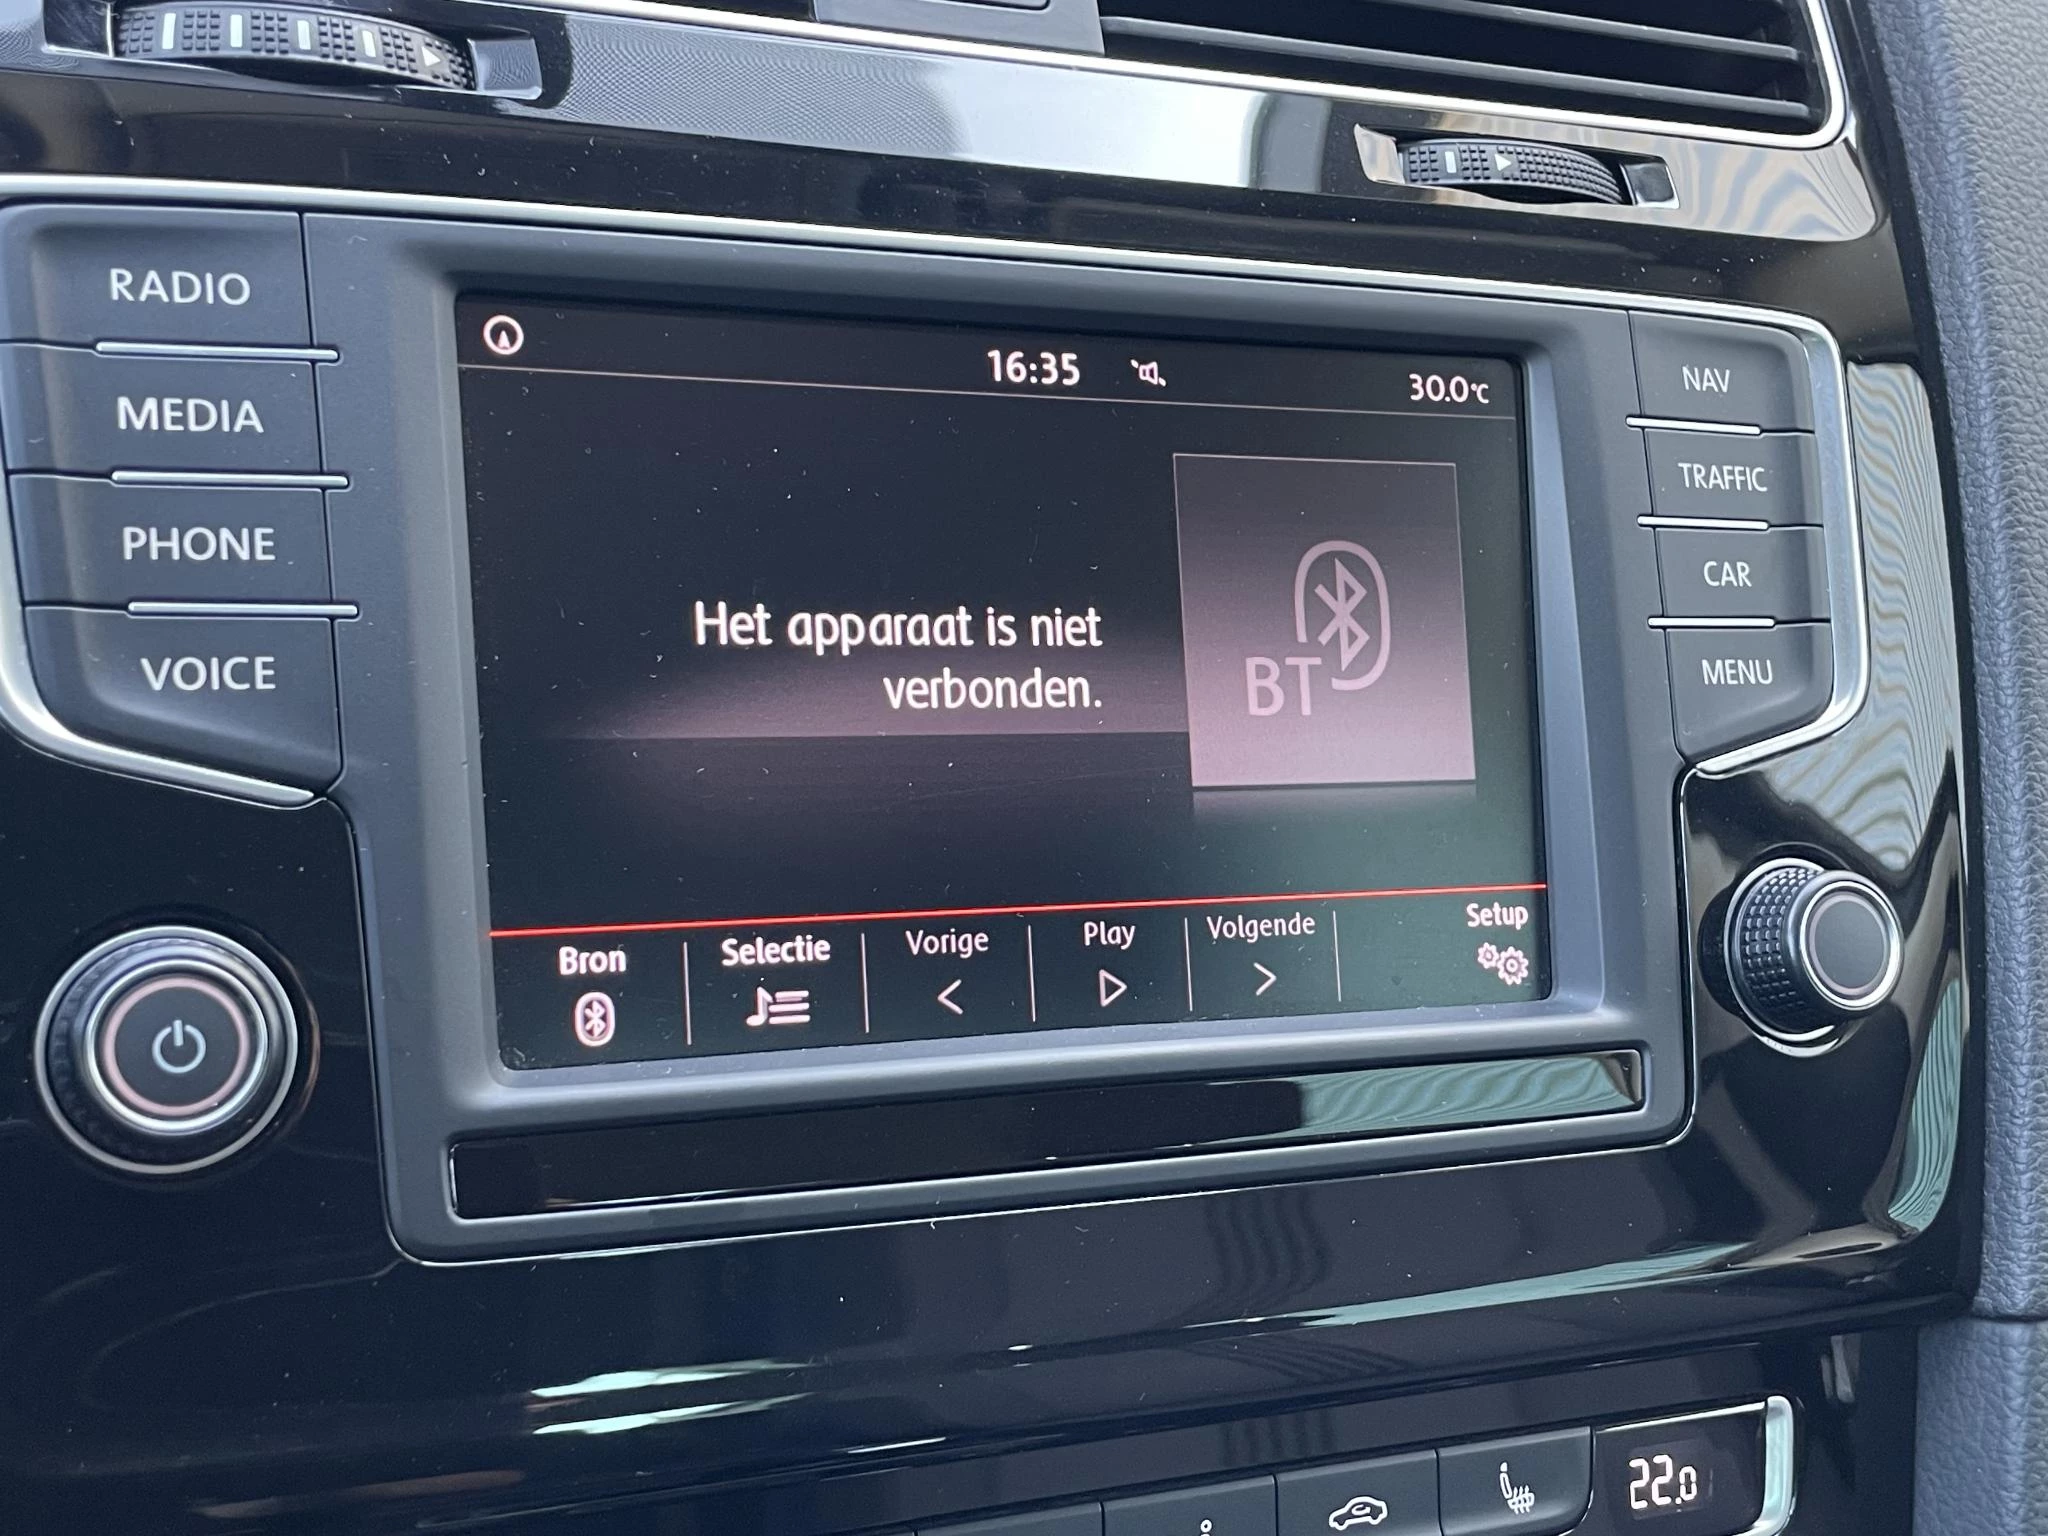 RADIO
MEDIA
PHONE
VOICE
16:35
30.0°C
Het apparaat is niet
verbonden.
BT
Bron
Selectie
Vorige
Play
Volgende
Setup
NAV
TRAFFIC
CAR
MENU
22.0